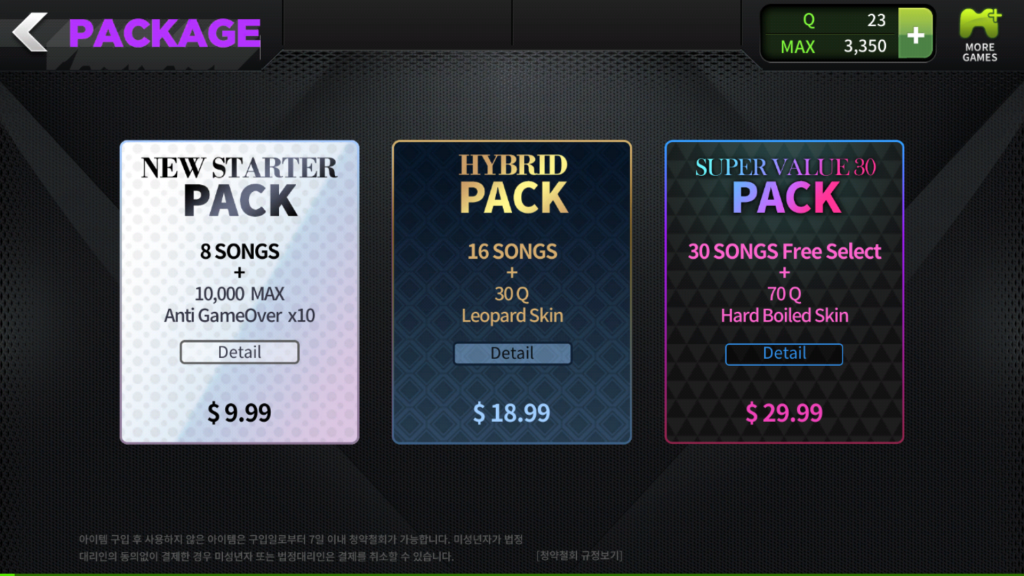 PACKAGE
Q 23
MAX 3,350
+
MORE
GAMES
NEW STARTER
PACK
8 SONGS
+
10,000 MAX
Anti GameOver x10
Detail
$ 9.99
HYBRID
PACK
16 SONGS
+
30 Q
Leopard Skin
Detail
$ 18.99
SUPER VALUE 30
PACK
30 SONGS Free Select
+
70 Q
Hard Boiled Skin
Detail
$ 29.99
아이템 구입 후 사용하지 않은 아이템은 구입일로부터 7일 이내 청약철회가 가능합니다. 미성년자가 법정
대리인의 동의없이 결제한 경우 미성년자 또는 법정대리인은 결제를 취소할 수 있습니다.
[청약철회 규정보기]